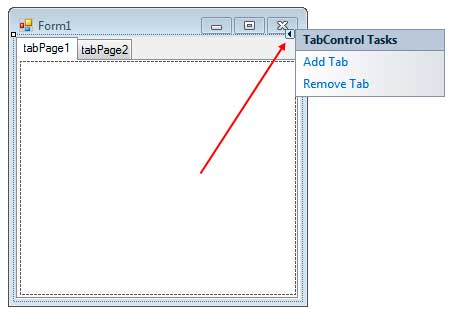 Form1
tabPage1 tabPage2
TabControl Tasks
Add Tab
Remove Tab